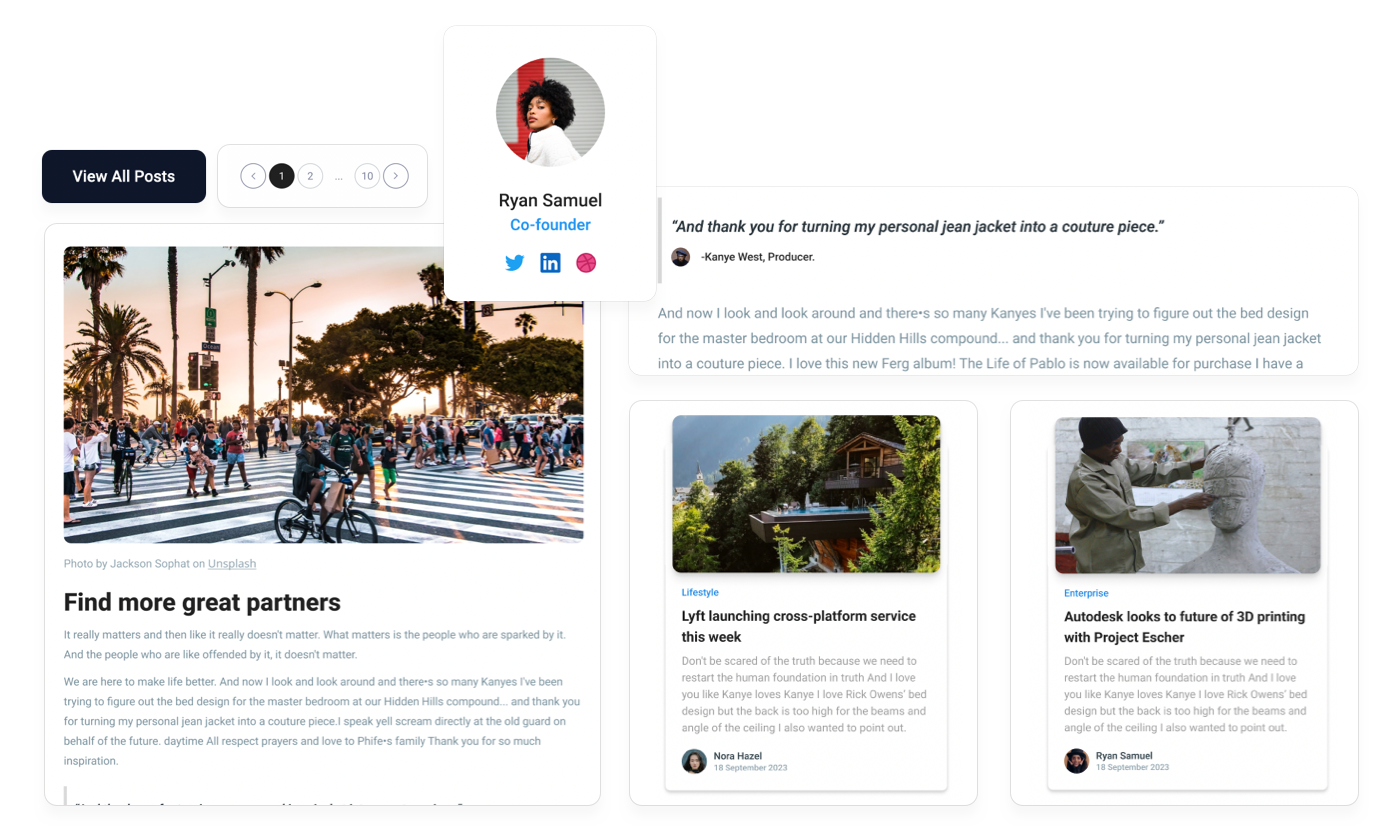 View All Posts
1
2
...
10
Ryan Samuel
Co-founder
“And thank you for turning my personal jean jacket into a couture piece.”
-Kanye West, Producer.
And now I look and look around and there•s so many Kanyes I've been trying to figure out the bed design
for the master bedroom at our Hidden Hills compound... and thank you for turning my personal jean jacket
into a couture piece. I love this new Ferg album! The Life of Pablo is now available for purchase I have a
Ocean
Photo by Jackson Sophat on Unsplash
Find more great partners
It really matters and then like it really doesn't matter. What matters is the people who are sparked by it.
And the people who are like offended by it, it doesn't matter.
We are here to make life better. And now I look and look around and there•s so many Kanyes I've been
trying to figure out the bed design for the master bedroom at our Hidden Hills compound... and thank you
for turning my personal jean jacket into a couture piece.I speak yell scream directly at the old guard on
behalf of the future. daytime All respect prayers and love to Phife•s family Thank you for so much
inspiration.
Lifestyle
Lyft launching cross-platform service
this week
Don't be scared of the truth because we need to
restart the human foundation in truth And I love
you like Kanye loves Kanye I love Rick Owens' bed
design but the back is too high for the beams and
angle of the ceiling I also wanted to point out.
Nora Hazel
18 September 2023
Enterprise
Autodesk looks to future of 3D printing
with Project Escher
Don't be scared of the truth because we need to
restart the human foundation in truth And I love
you like Kanye loves Kanye I love Rick Owens' bed
design but the back is too high for the beams and
angle of the ceiling I also wanted to point out.
Ryan Samuel
18 September 2023